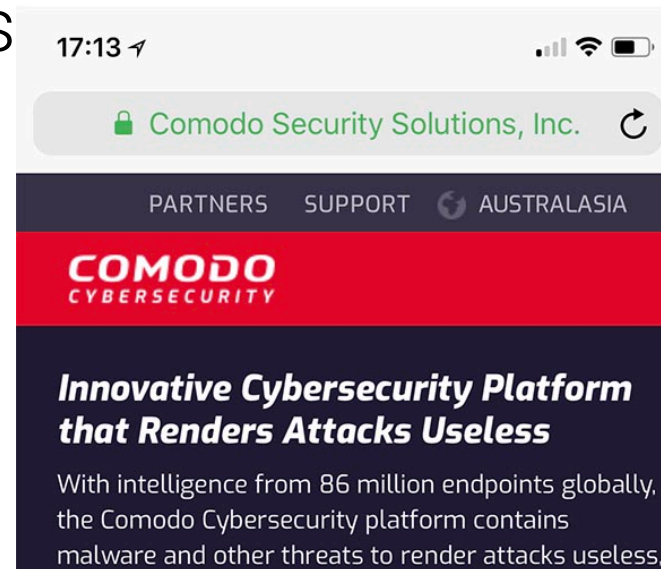 S
17:13
Comodo Security Solutions, Inc.
PARTNERS SUPPORT AUSTRALASIA
COMODO
CYBERSECURITY
Innovative Cybersecurity Platform
that Renders Attacks Useless
With intelligence from 86 million endpoints globally,
the Comodo Cybersecurity platform contains
malware and other threats to render attacks useless